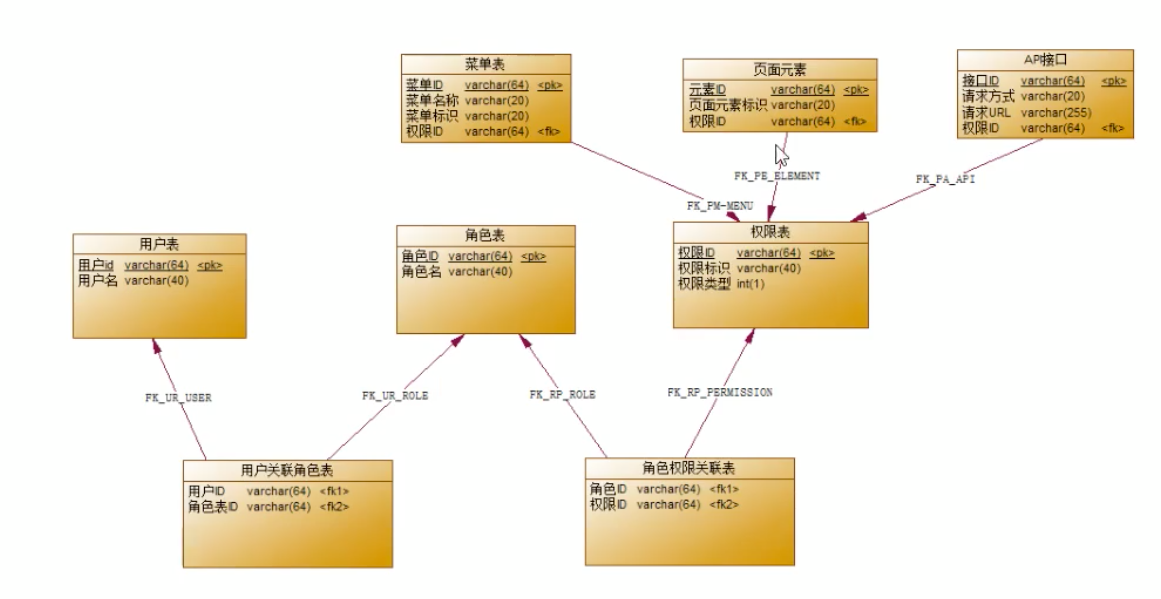 菜单表
菜单ID varchar(64) <pk>
菜单名称 varchar(20)
菜单标识 varchar(20)
权限ID varchar(64) <fk>
页面元素
元素ID varchar(64) <pk>
页面元素标识 varchar(20)
权限ID varchar(64) <fk>
API接口
接口ID varchar(64) <pk>
请求方式 varchar(20)
请求URL varchar(255)
权限ID varchar(64) <fk>
FK_PM-MENU
FK_PE_ELEMENT
FK_PA_API
用户表
用户id varchar(64) <pk>
用户名 varchar(40)
角色表
角色ID varchar(64) <pk>
角色名 varchar(40)
权限表
权限ID varchar(64) <pk>
权限标识 varchar(40)
权限类型 int(1)
FK_UR_USER
FK_UR_ROLE
FK_RP_ROLE
FK_RP_PERMISSION
用户关联角色表
用户ID varchar(64) <fk1>
角色表ID varchar(64) <fk2>
角色权限关联表
角色ID varchar(64) <fk1>
权限ID varchar(64) <fk2>